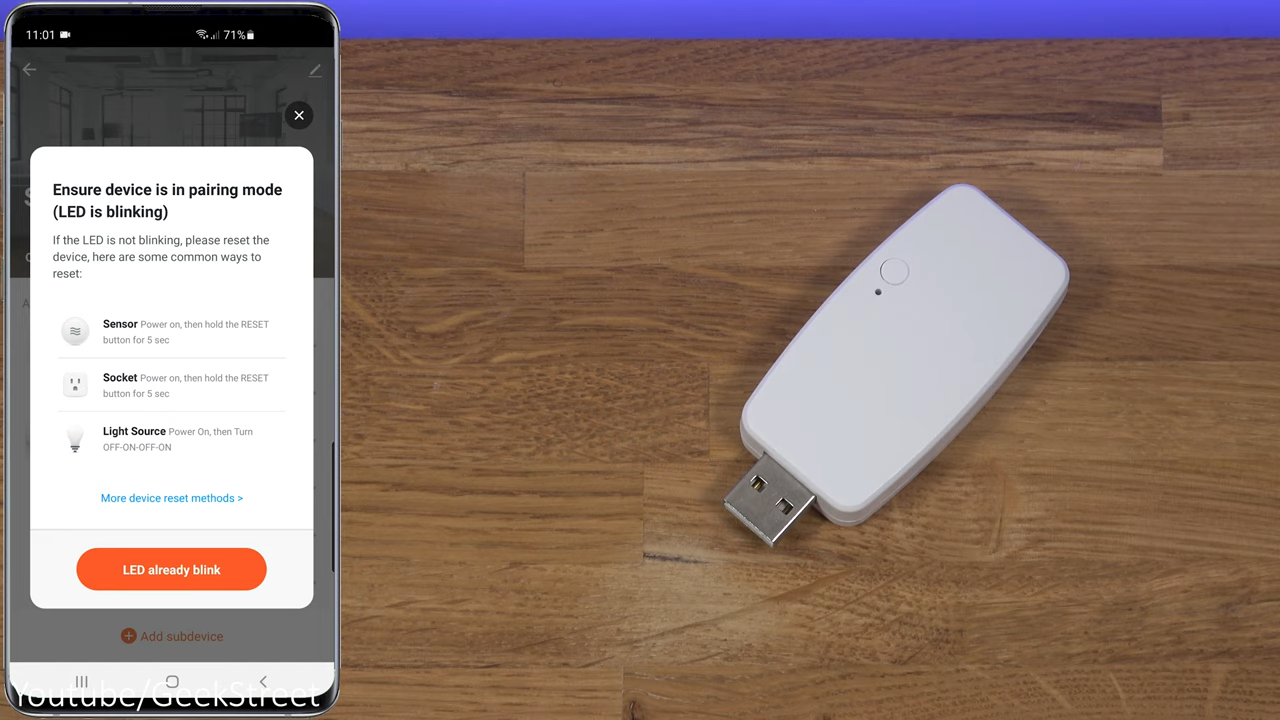 11:01 71%
Ensure device is in pairing mode
(LED is blinking)
If the LED is not blinking, please reset the
device, here are some common ways to
reset:
Sensor Power on, then hold the RESET
button for 5 sec
Socket Power on, then hold the RESET
button for 5 sec
Light Source Power On, then Turn
OFF-ON-OFF-ON
More device reset methods >
LED already blink
Add subdevice
Youtube/GeekStreet